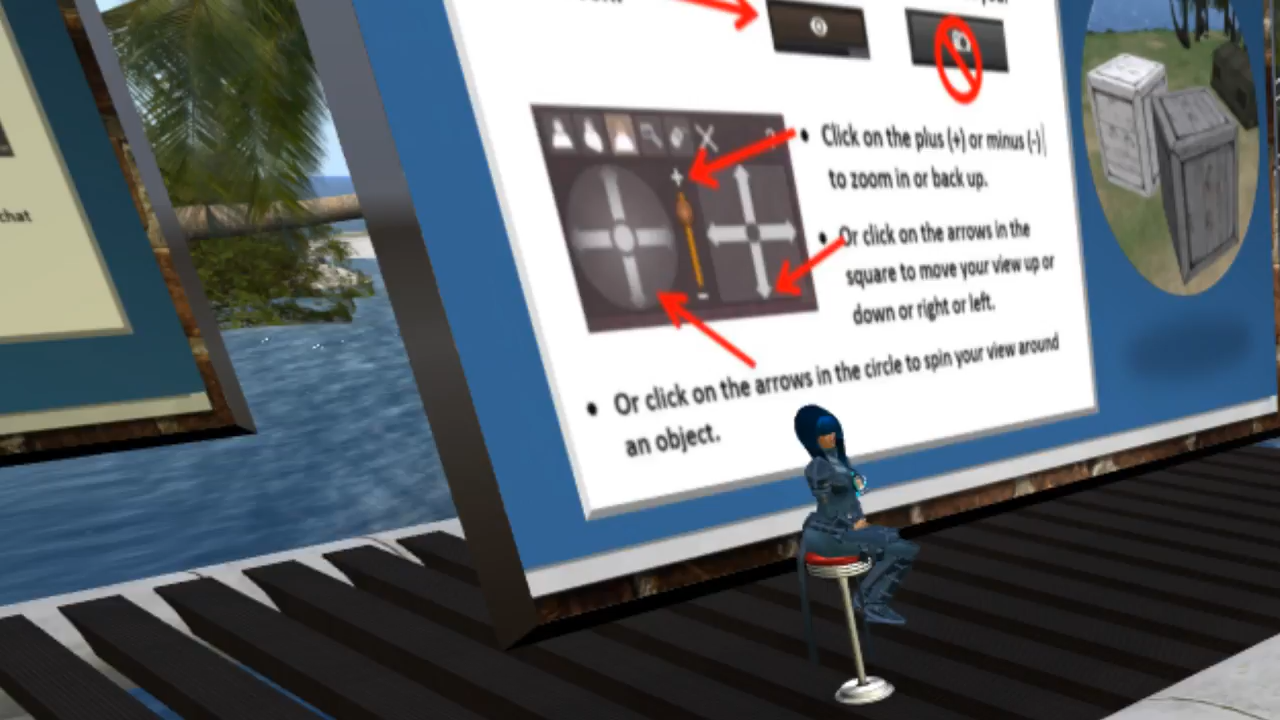 chat
• Click on the plus (+) or minus (-)
to zoom in or back up.
• Or click on the arrows in the
square to move your view up or
down or right or left.
• Or click on the arrows in the circle to spin your view around
an object.